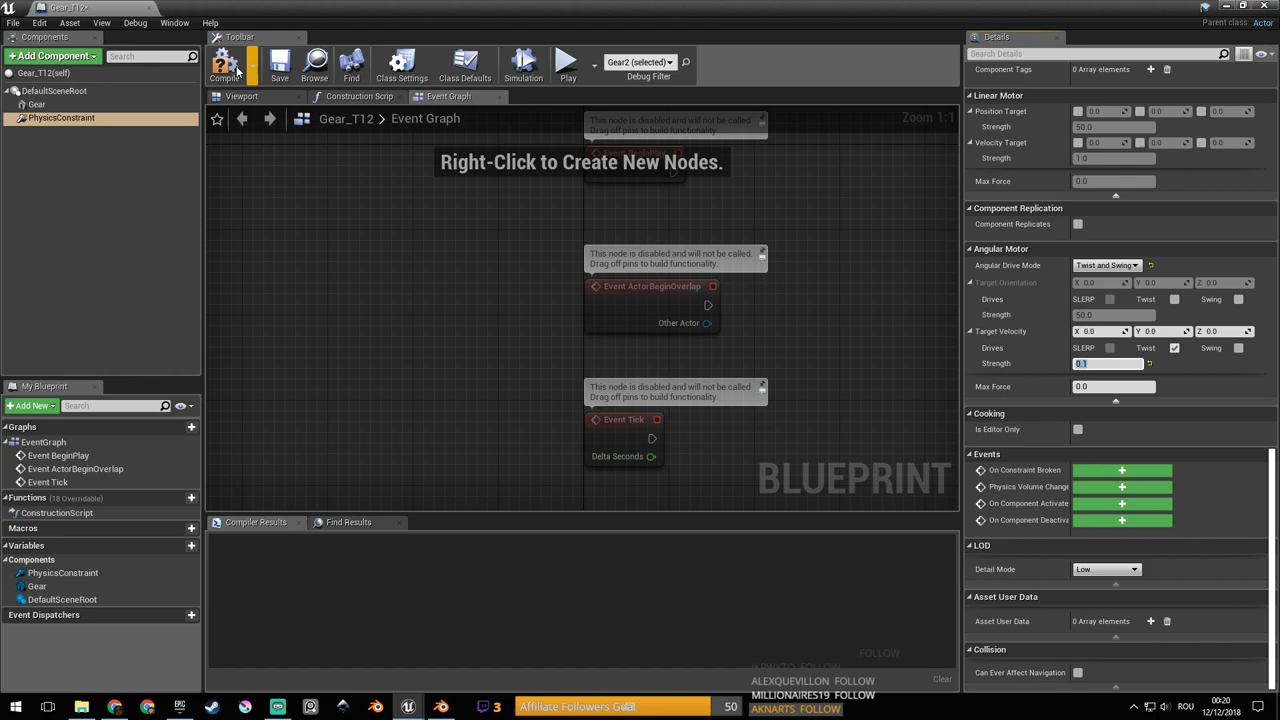 Gear_T12*
File Edit Asset View Debug Window Help
Parent class: Actor
Components
Toolbar
Details
Add Component
Search
Compile
Save
Browse
Find
Class Settings
Class Defaults
Simulation
Play
Gear2 (selected)
Debug Filter
Search Details
Gear_T12(self)
DefaultSceneRoot
Gear
PhysicsConstraint
Viewport
Construction Scrip
Event Graph
Gear_T12 > Event Graph
Zoom 1:1
This node is disabled and will not be called.
Drag off pins to build functionality.
Event BeginPlay
Right-Click to Create New Nodes.
This node is disabled and will not be called.
Drag off pins to build functionality.
Event ActorBeginOverlap
Other Actor
This node is disabled and will not be called.
Drag off pins to build functionality.
Event Tick
Delta Seconds
BLUEPRINT
Component Tags 0 Array elements
Linear Motor
Position Target 0.0 0.0 0.0
Strength 50.0
Velocity Target 0.0 0.0 0.0
Strength 1.0
Max Force 0.0
Component Replication
Component Replicates
Angular Motor
Angular Drive Mode Twist and Swing
Target Orientation X 0.0 Y 0.0 Z 0.0
Drives SLERP Twist Swing
Strength 50.0
Target Velocity X 0.0 Y 0.0 Z 0.0
Drives SLERP Twist Swing
Strength 0.1
Max Force 0.0
Cooking
Is Editor Only
Events
On Constraint Broken
Physics Volume Change
On Component Activate
On Component Deactiva
LOD
Detail Mode Low
Asset User Data
Asset User Data 0 Array elements
Collision
Can Ever Affect Navigation
My Blueprint
Add New
Search
Graphs
EventGraph
Event BeginPlay
Event ActorBeginOverlap
Event Tick
Functions (18 Overridable)
ConstructionScript
Macros
Variables
Components
PhysicsConstraint
Gear
DefaultSceneRoot
Event Dispatchers
Compiler Results
Find Results
Clear
FOLLOW
ALEXQUEVILLON FOLLOW
MILLIONAIRES19 FOLLOW
AKNARTS FOLLOW
3
50
ROU
00:20
12/12/2018